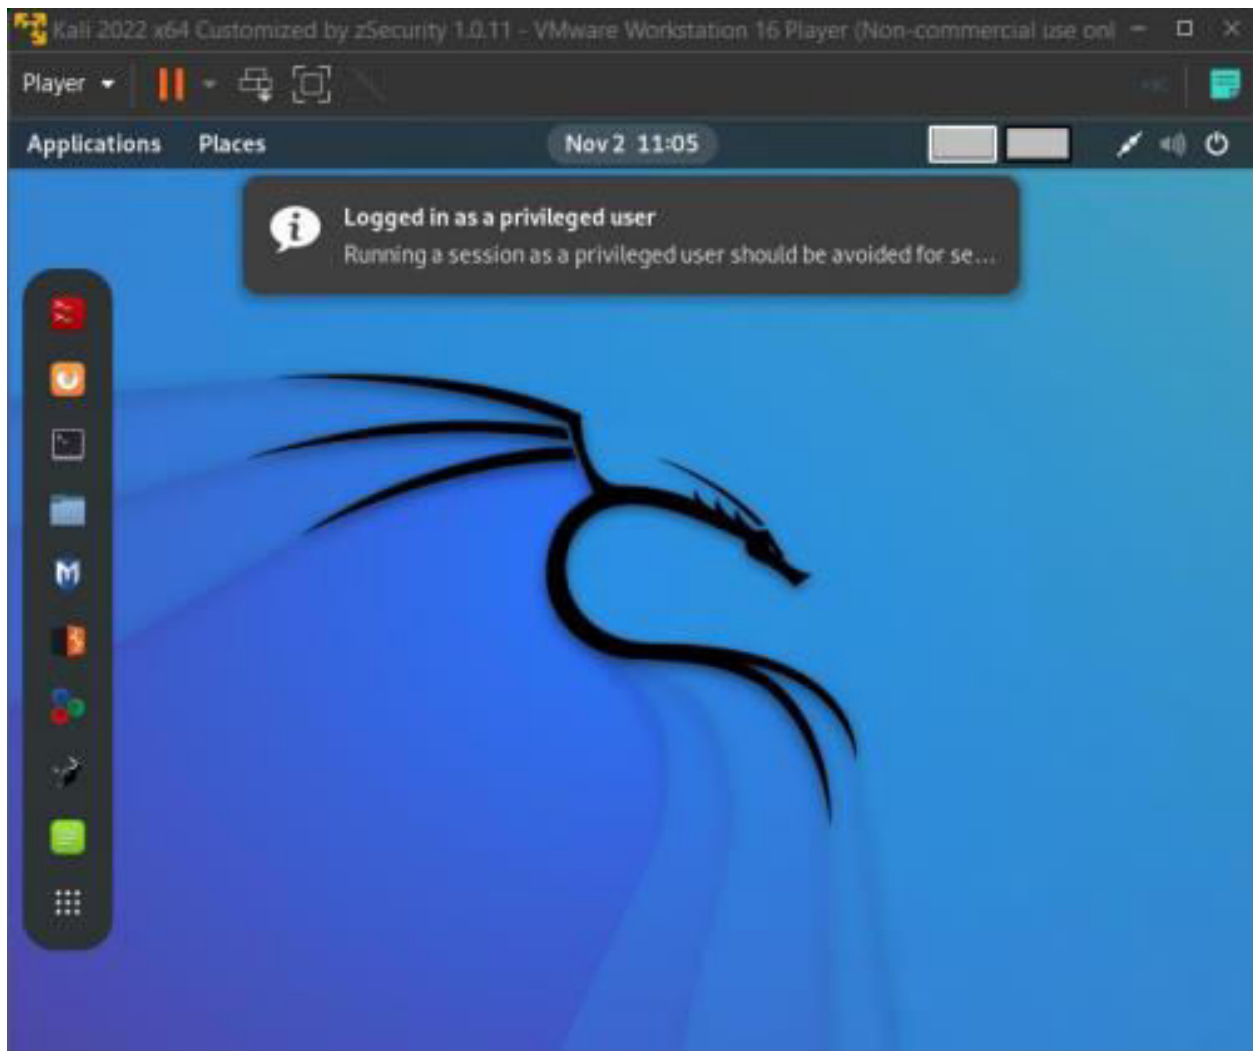 Kali 2022 x64 Customized by zSecurity 1.0.11 - VMware Workstation 16 Player (Non-commercial use onl
Player
Applications Places Nov 2 11:05
Logged in as a privileged user
Running a session as a privileged user should be avoided for se...